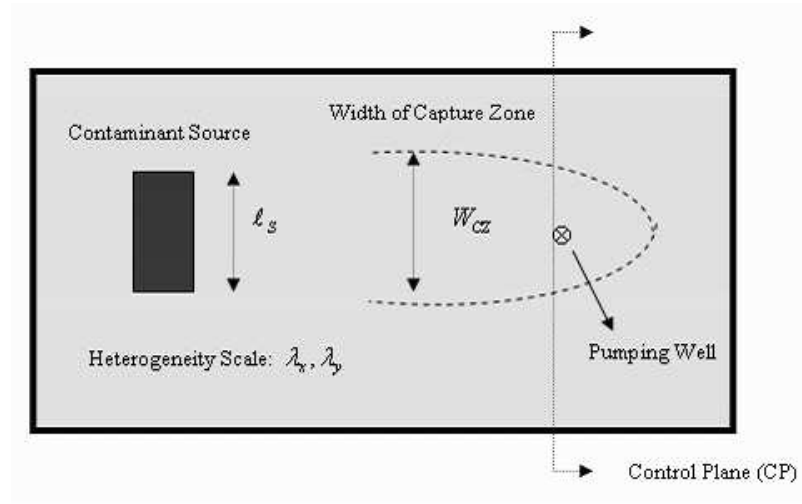 Width of Capture Zone
Contaminant Source
ℓ_S
W_CZ
Pumping Well
Heterogeneity Scale: λ_x, λ_y
Control Plane (CP)